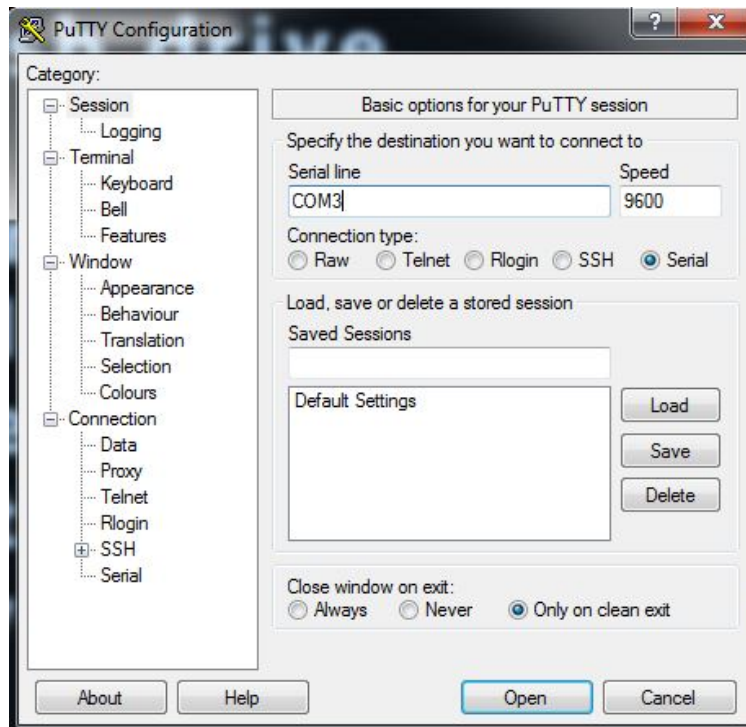 PuTTY Configuration
Category:
Session
Logging
Terminal
Keyboard
Bell
Features
Window
Appearance
Behaviour
Translation
Selection
Colours
Connection
Data
Proxy
Telnet
Rlogin
SSH
Serial
Basic options for your PuTTY session
Specify the destination you want to connect to
Serial line Speed
COM3 9600
Connection type:
Raw Telnet Rlogin SSH Serial
Load, save or delete a stored session
Saved Sessions
Default Settings
Load
Save
Delete
Close window on exit:
Always Never Only on clean exit
About Help Open Cancel